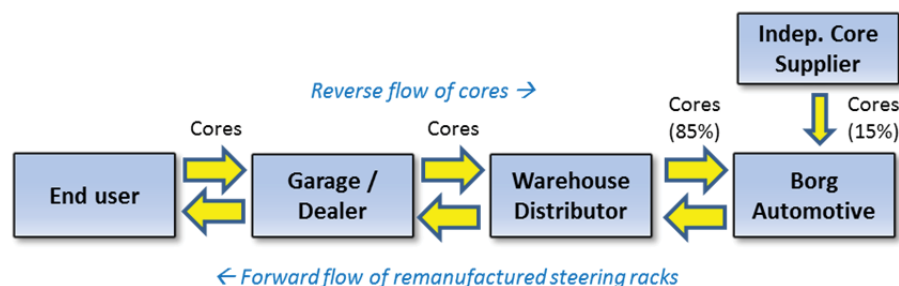 Indep. Core
Supplier
Reverse flow of cores →
Cores
Cores
Cores
(85%)
Cores
(15%)
End user
Garage /
Dealer
Warehouse
Distributor
Borg
Automotive
← Forward flow of remanufactured steering racks